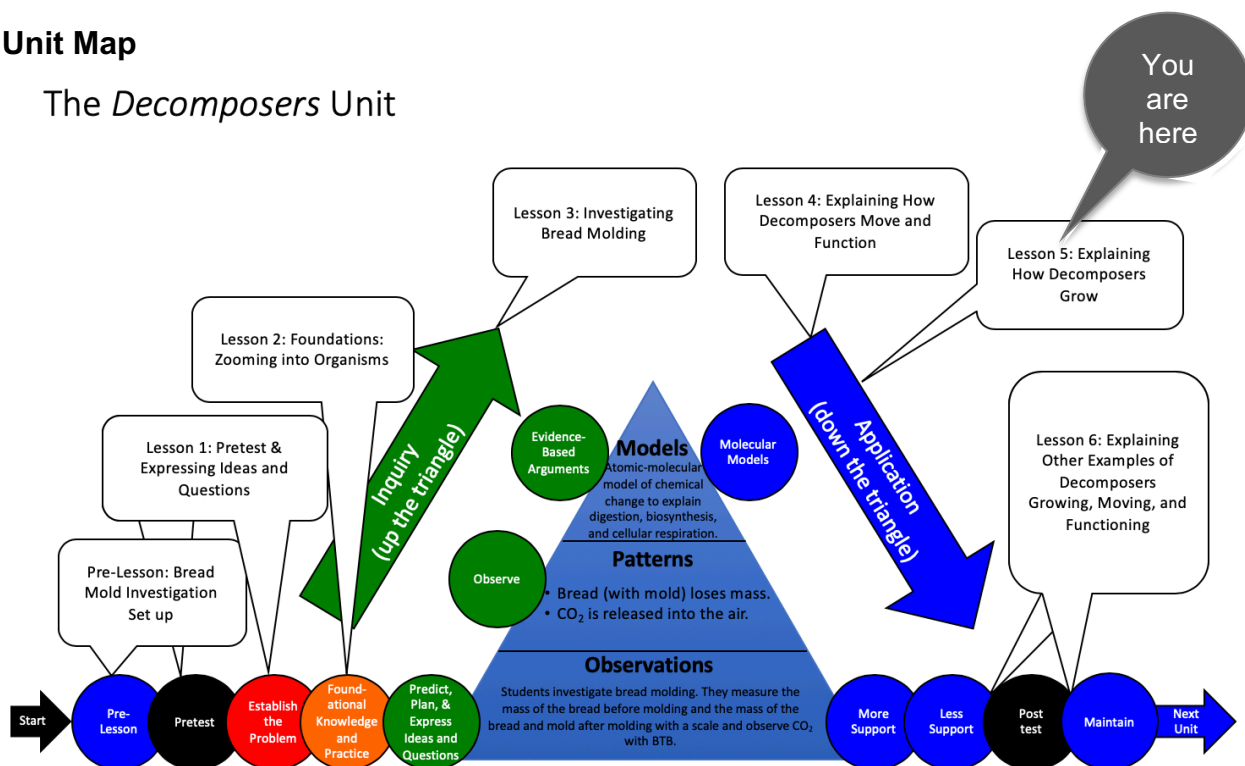 Unit Map
The Decomposers Unit
You
are
here
Lesson 3: Investigating
Bread Molding
Lesson 4: Explaining How
Decomposers Move and
Function
Lesson 5: Explaining
How Decomposers
Grow
Lesson 2: Foundations:
Zooming into Organisms
Lesson 1: Pretest &
Expressing Ideas and
Questions
Pre-Lesson: Bread
Mold Investigation
Set up
Inquiry
(up the triangle)
Evidence-
Based
Arguments
Observe
Models
Atomic-molecular
model of chemical
change to explain
digestion, biosynthesis,
and cellular respiration.
Patterns
• Bread (with mold) loses mass.
• CO₂ is released into the air.
Observations
Students investigate bread molding. They measure the
mass of the bread before molding and the mass of the
bread and mold after molding with a scale and observe CO₂
with BTB.
Molecular
Models
Application
(down the triangle)
Lesson 6: Explaining
Other Examples of
Decomposers
Growing, Moving, and
Functioning
Start
Pre-
Lesson
Pretest
Establish
the
Problem
Found-
ational
Knowledge
and
Practice
Predict,
Plan, &
Express
Ideas and
Questions
More
Support
Less
Support
Post
test
Maintain
Next
Unit